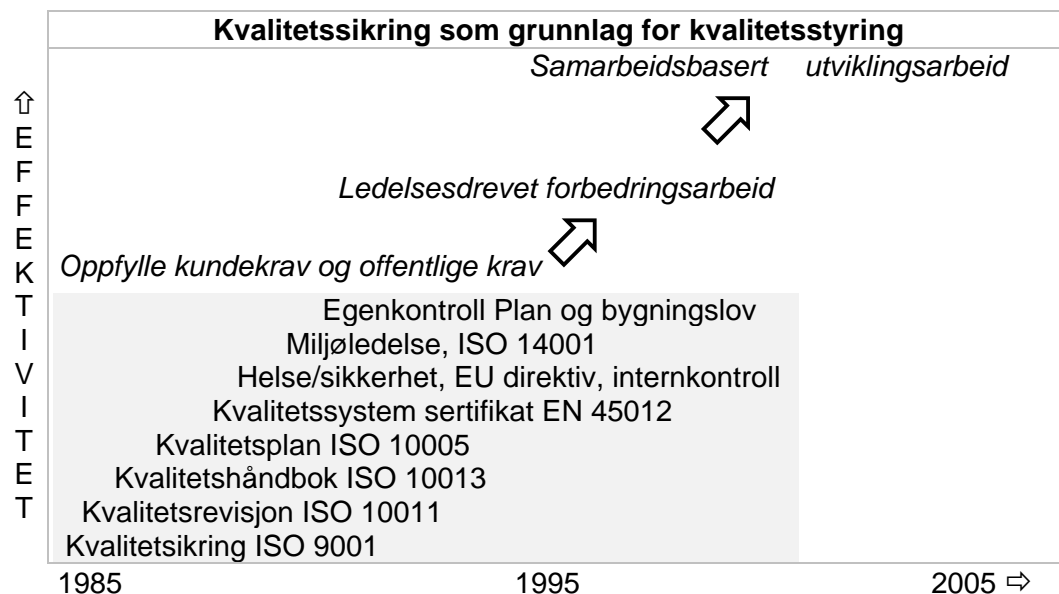 Kvalitetssikring som grunnlag for kvalitetsstyring
Samarbeidsbasert utviklingsarbeid
Ledelsesdrevet forbedringsarbeid
Oppfylle kundekrav og offentlige krav
Egenkontroll Plan og bygningslov
Miljøledelse, ISO 14001
Helse/sikkerhet, EU direktiv, internkontroll
Kvalitetssystem sertifikat EN 45012
Kvalitetsplan ISO 10005
Kvalitetshåndbok ISO 10013
Kvalitetsrevisjon ISO 10011
Kvalitetsikring ISO 9001
⇧
E
F
F
E
K
T
I
V
I
T
E
T
1985 1995 2005 ⇨